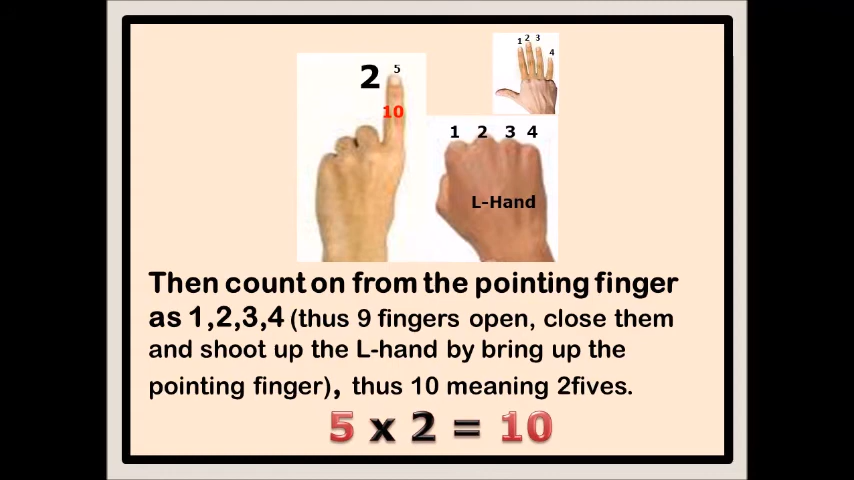 1 2 3
4
2 5
10
1 2 3 4
L-Hand
Then count on from the pointing finger
as 1,2,3,4 (thus 9 fingers open, close them
and shoot up the L-hand by bring up the
pointing finger), thus 10 meaning 2fives.
5 x 2 = 10